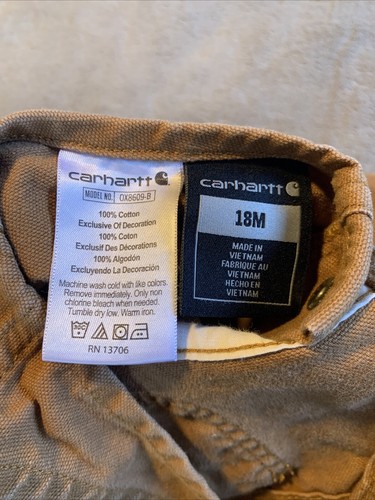 carhartt
MODEL NO. OX8609-B
100% Cotton
Exclusive Of Decoration
100% Coton
Exclusif Des Décorations
100% Algodón
Excluyendo La Decoración
Machine wash cold with like colors.
Remove immediately. Only non
chlorine bleach when needed.
Tumble dry low. Warm iron.
RN 13706
carhartt
18M
MADE IN
VIETNAM
FABRIQUE AU
VIETNAM
HECHO EN
VIETNAM